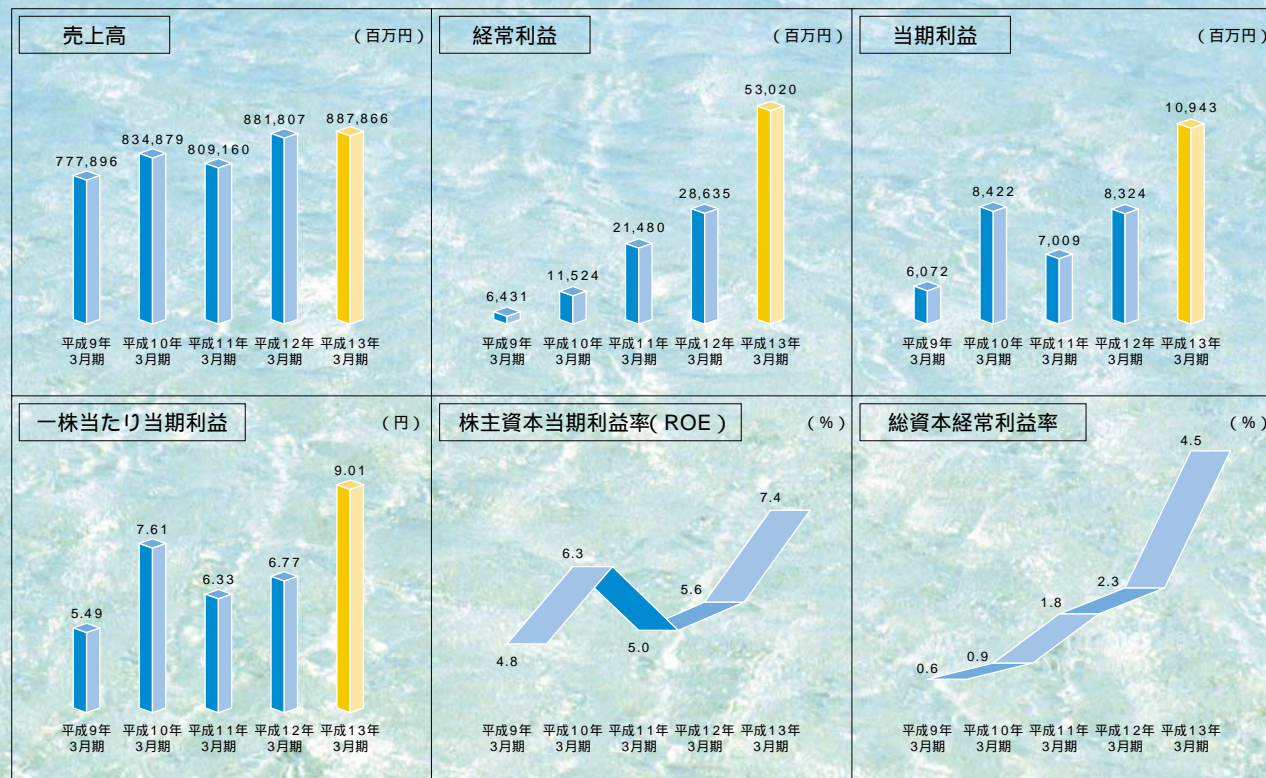 売上高
（百万円）
777,896
834,879
809,160
881,807
887,866
平成9年 平成10年 平成11年 平成12年 平成13年
3月期 3月期 3月期 3月期 3月期
経常利益
（百万円）
6,431
11,524
21,480
28,635
53,020
平成9年 平成10年 平成11年 平成12年 平成13年
3月期 3月期 3月期 3月期 3月期
当期利益
（百万円）
6,072
8,422
7,009
8,324
10,943
平成9年 平成10年 平成11年 平成12年 平成13年
3月期 3月期 3月期 3月期 3月期
一株当たり当期利益
（円）
5.49
7.61
6.33
6.77
9.01
平成9年 平成10年 平成11年 平成12年 平成13年
3月期 3月期 3月期 3月期 3月期
株主資本当期利益率（ROE）
（%）
4.8
6.3
5.0
5.6
7.4
平成9年 平成10年 平成11年 平成12年 平成13年
3月期 3月期 3月期 3月期 3月期
総資本経常利益率
（%）
0.6
0.9
1.8
2.3
4.5
平成9年 平成10年 平成11年 平成12年 平成13年
3月期 3月期 3月期 3月期 3月期